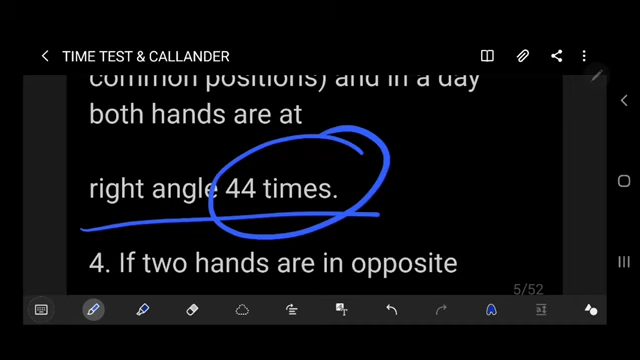 TIME TEST & CALLANDER
common positions) and in a day
both hands are at
right angle 44 times.
4. If two hands are in opposite
5/52